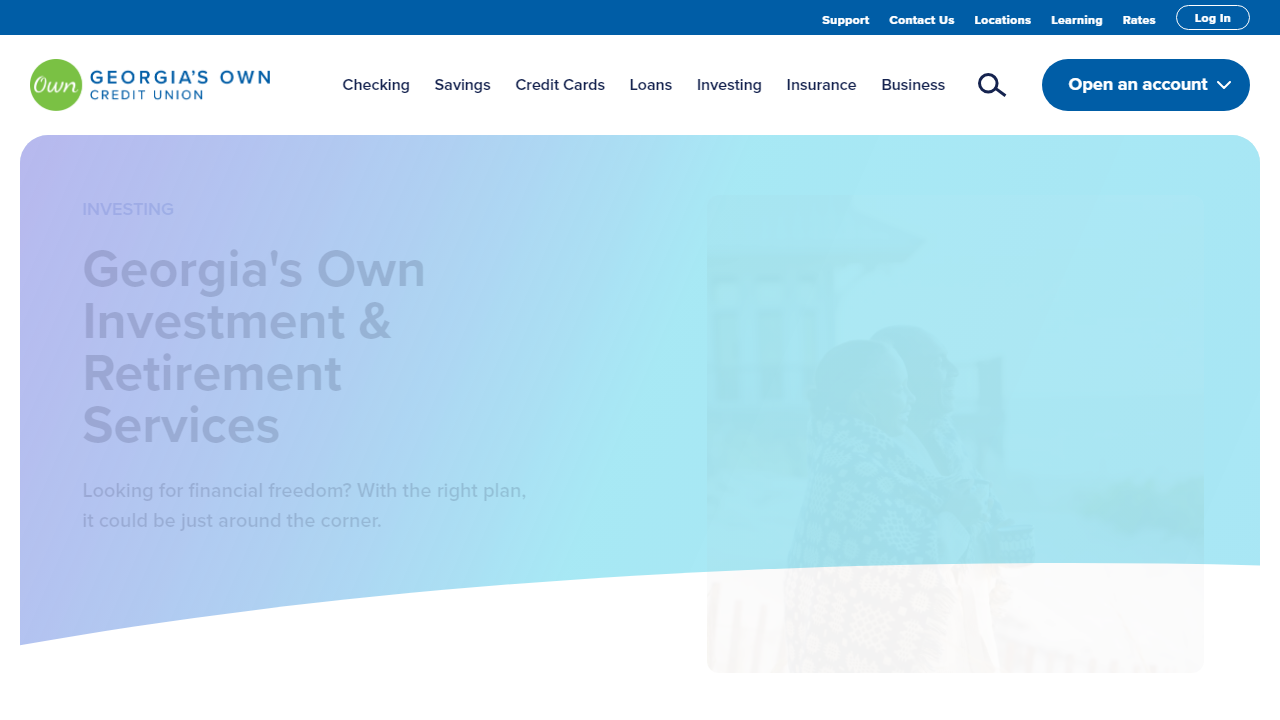 Support Contact Us Locations Learning Rates Log In
Own GEORGIA'S OWN
CREDIT UNION
Checking Savings Credit Cards Loans Investing Insurance Business Open an account
INVESTING
Georgia's Own
Investment &
Retirement
Services
Looking for financial freedom? With the right plan,
it could be just around the corner.